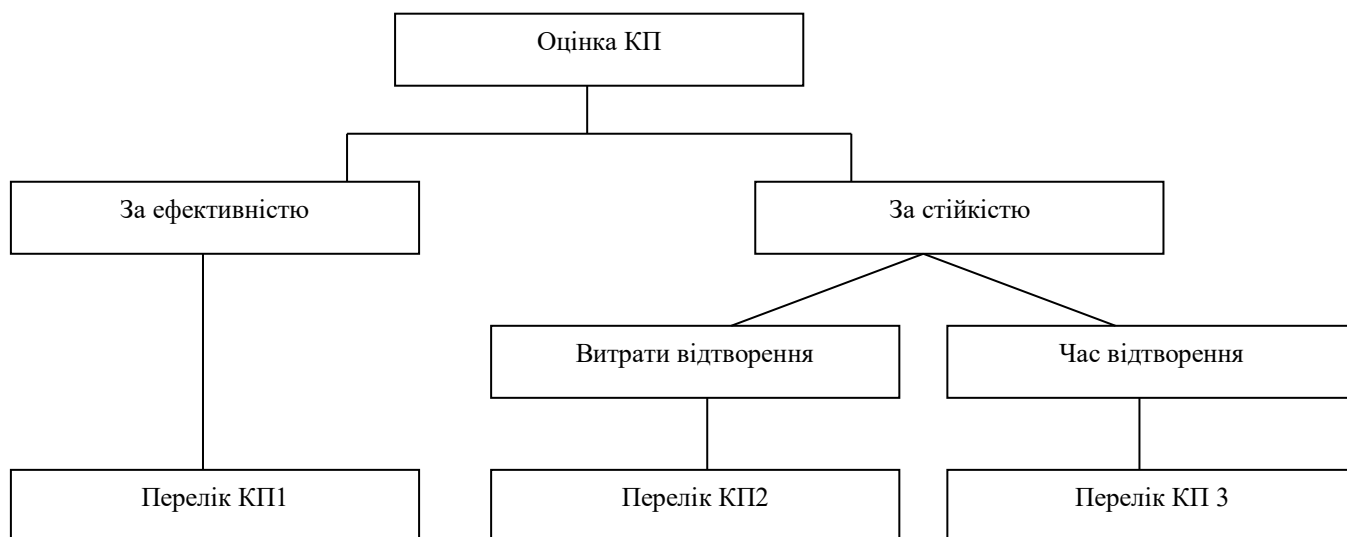 Оцінка КП
За ефективністю
За стійкістю
Витрати відтворення
Час відтворення
Перелік КП1
Перелік КП2
Перелік КП 3